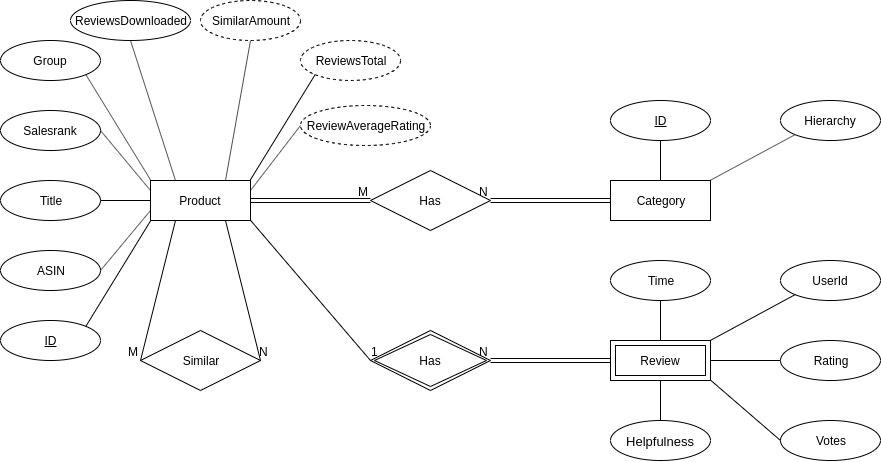 ReviewsDownloaded
SimilarAmount
Group
ReviewsTotal
Salesrank
ReviewAverageRating
ID
Hierarchy
Title
Product
M
Has
N
Category
ASIN
Time
UserId
ID
M
Similar
N
1
Has
N
Review
Rating
Helpfulness
Votes